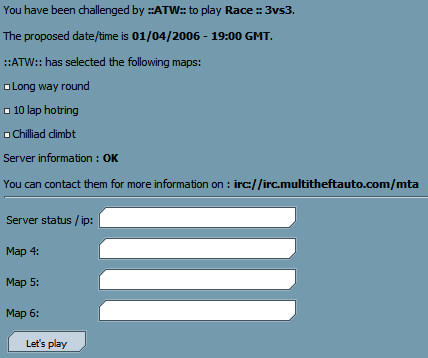 You have been challenged by ::ATW:: to play Race :: 3vs3.
The proposed date/time is 01/04/2006 - 19:00 GMT.
::ATW:: has selected the following maps:
Long way round
10 lap hotring
Chilliad climbt
Server information : OK
You can contact them for more information on : irc://irc.multitheftauto.com/mta
Server status / ip:
Map 4:
Map 5:
Map 6:
Let's play